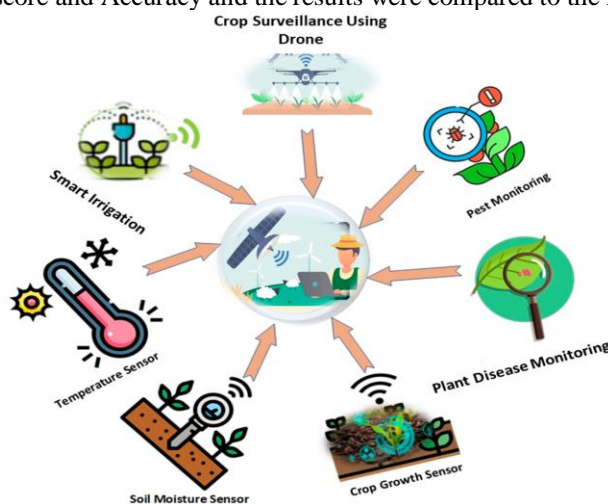 score and Accuracy and the results were compared to the
Crop Surveillance Using
Drone
Smart Irrigation
Pest Monitoring
Temperature Sensor
Plant Disease Monitoring
Soil Moisture Sensor
Crop Growth Sensor